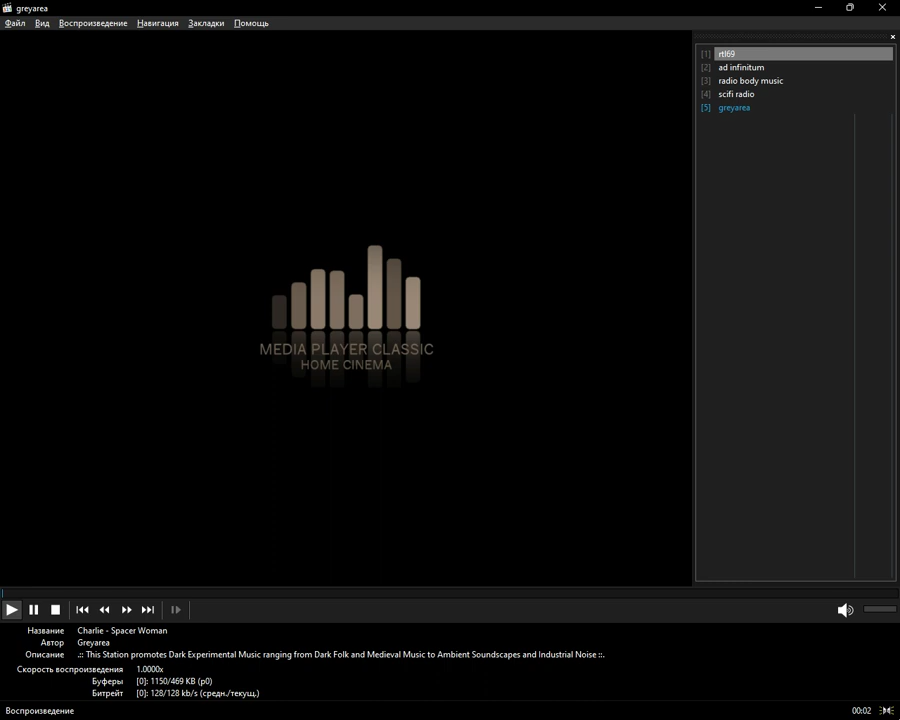 greyarea
Файл Вид Воспроизведение Навигация Закладки Помощь
[1] rtl69
[2] ad infinitum
[3] radio body music
[4] scifi radio
[5] greyarea
MEDIA PLAYER CLASSIC
HOME CINEMA
Название Charlie - Spacer Woman
Автор Greyarea
Описание .:: This Station promotes Dark Experimental Music ranging from Dark Folk and Medieval Music to Ambient Soundscapes and Industrial Noise ::.
Скорость воспроизведения 1.0000x
Буферы [0]: 1150/469 KB (p0)
Битрейт [0]: 128/128 kb/s (средн./текущ.)
Воспроизведение 00:02